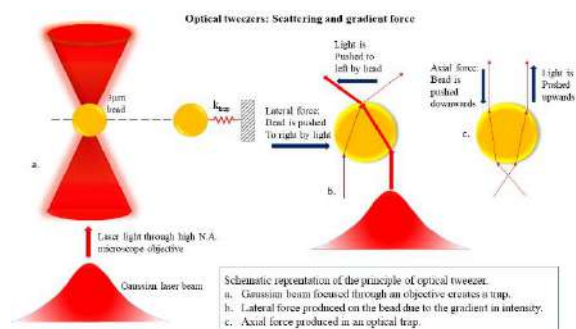 Optical tweezers: Scattering and gradient force
3μm
bead
k
a.
Laser light through high N.A.
microscope objective
Gaussian laser beam
Light is
Pushed to
left by bead
Lateral force:
Bead is pushed
To right by light
b.
Axial force:
Bead is
pushed
downwards
Light is
Pushed
upwards
c.
Schematic reprentation of the principle of optical tweezer.
a. Gaussian beam focused through an objective creates a trap.
b. Lateral force produced on the bead due to the gradient in intensity.
c. Axial force produced in an optical trap.